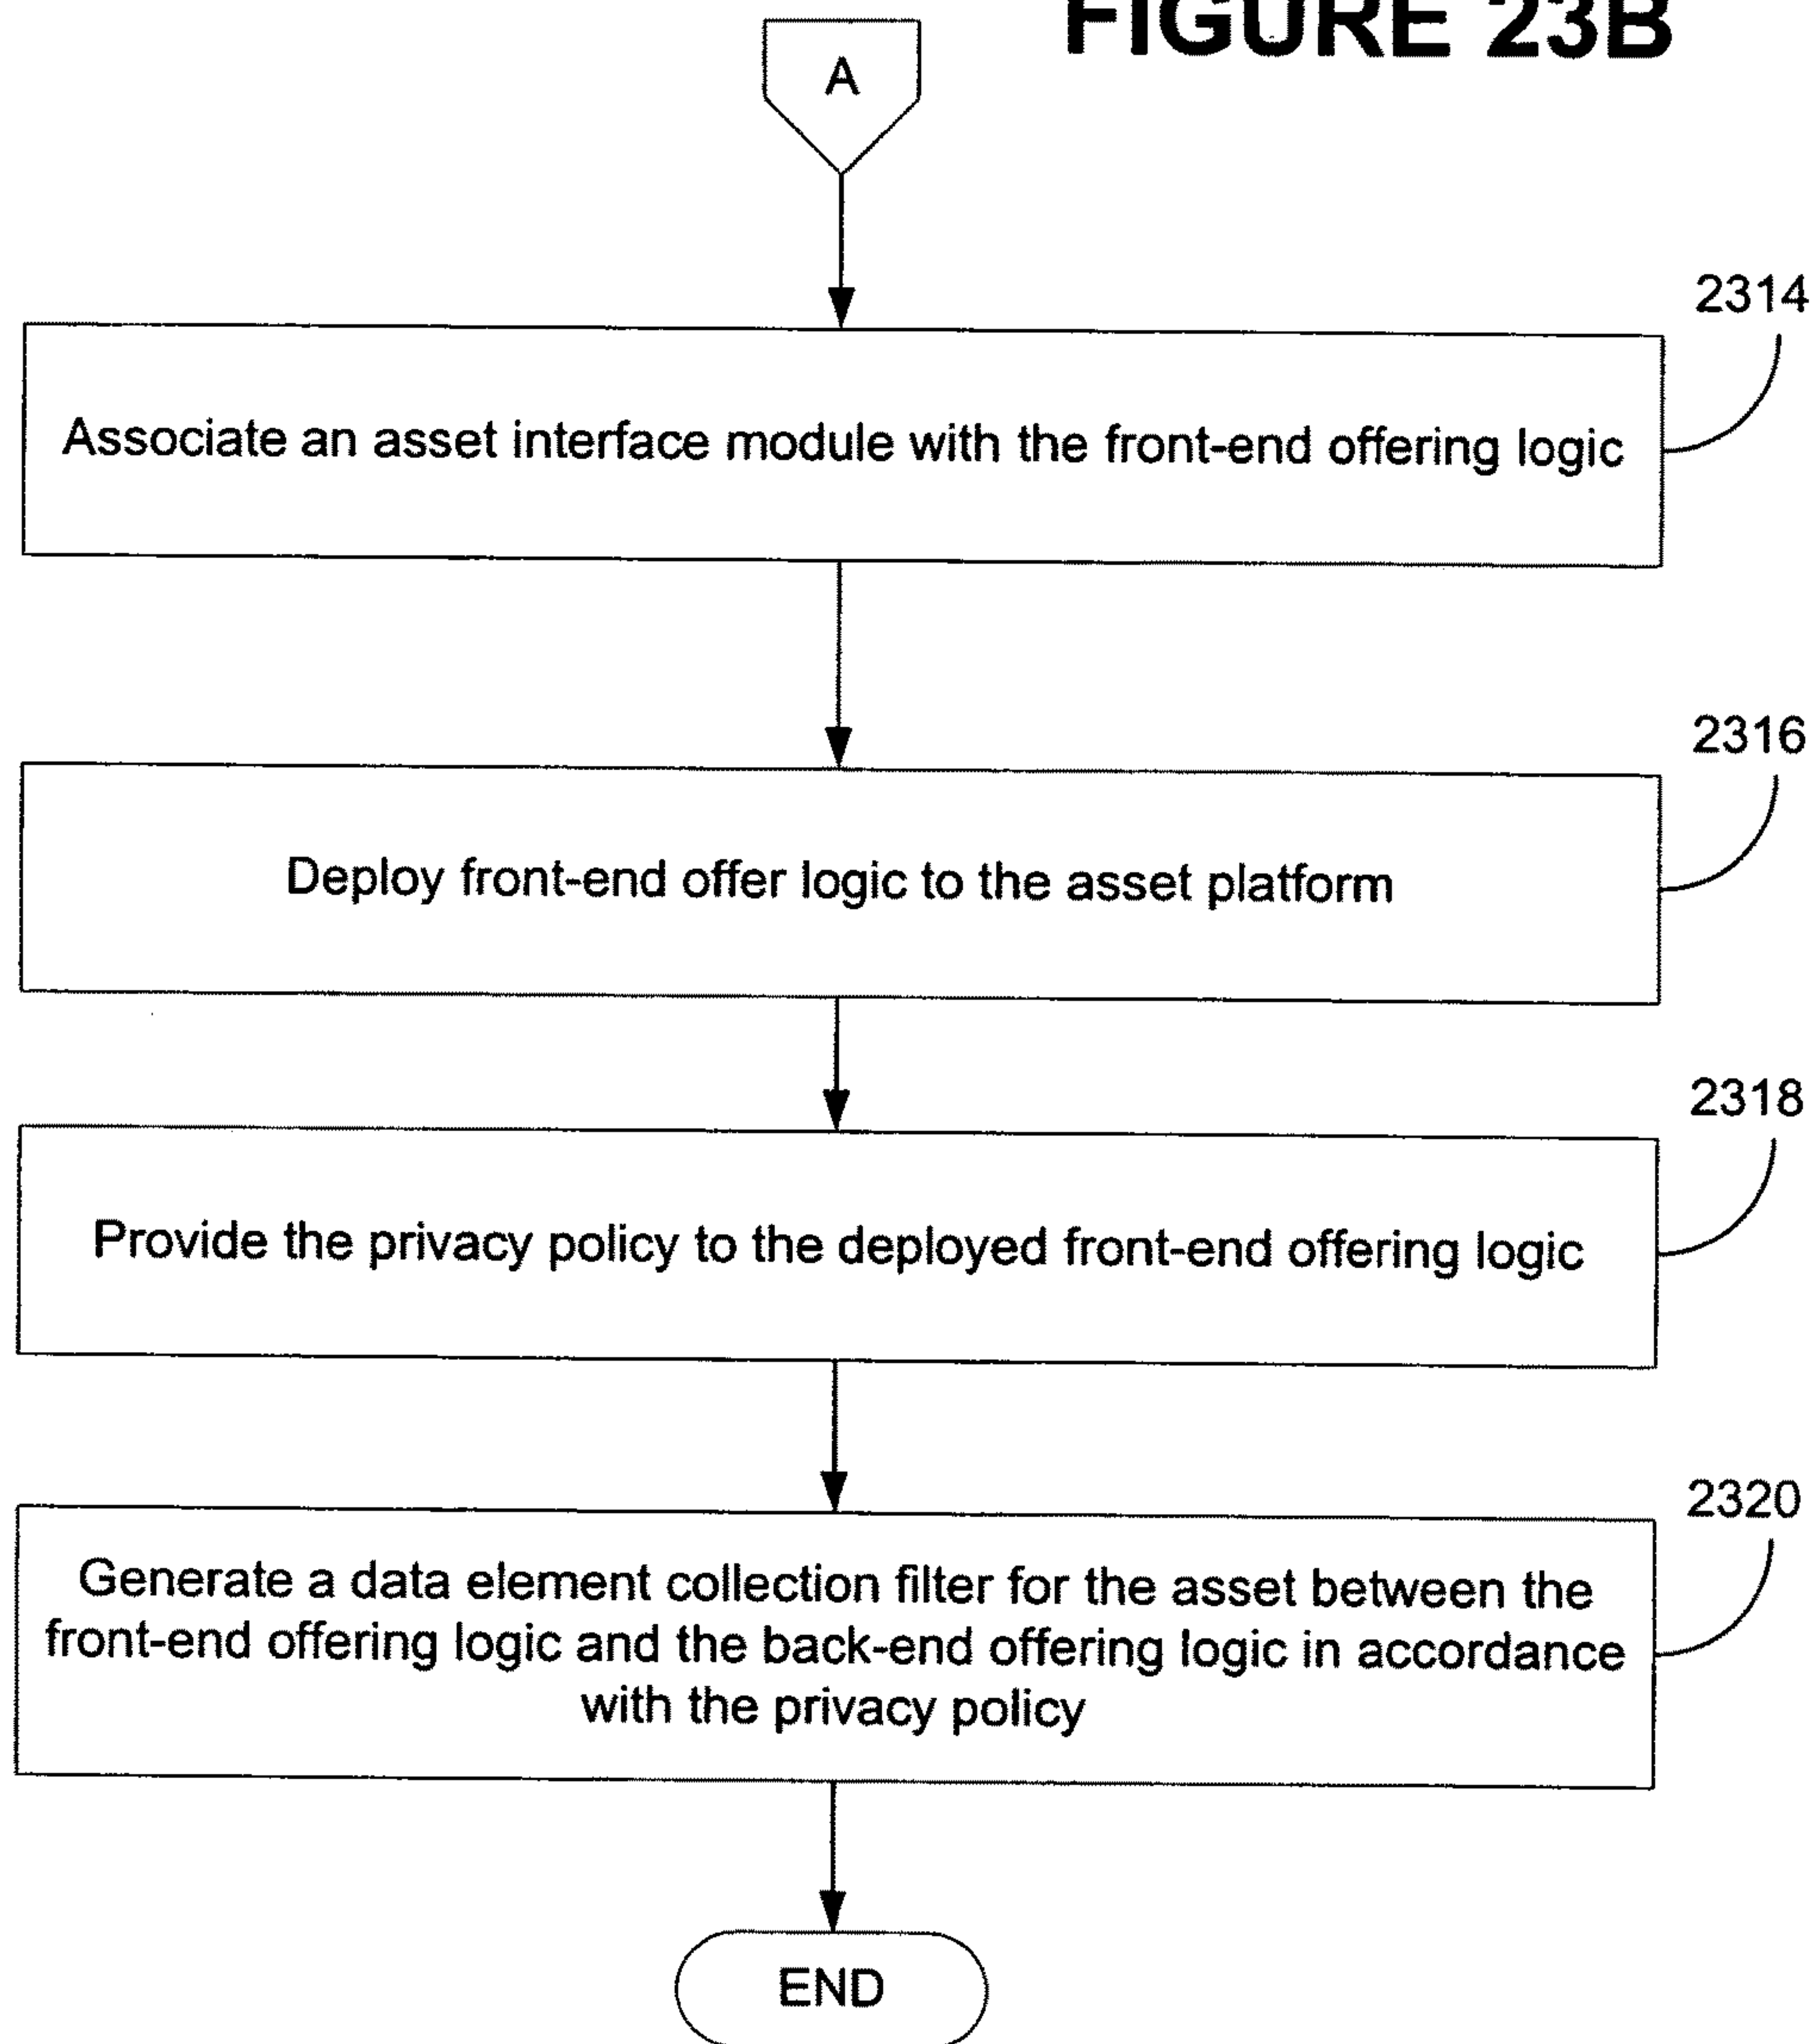 FIGURE 23B
A
2314
Associate an asset interface module with the front-end offering logic
2316
Deploy front-end offer logic to the asset platform
2318
Provide the privacy policy to the deployed front-end offering logic
2320
Generate a data element collection filter for the asset between the
front-end offering logic and the back-end offering logic in accordance
with the privacy policy
END